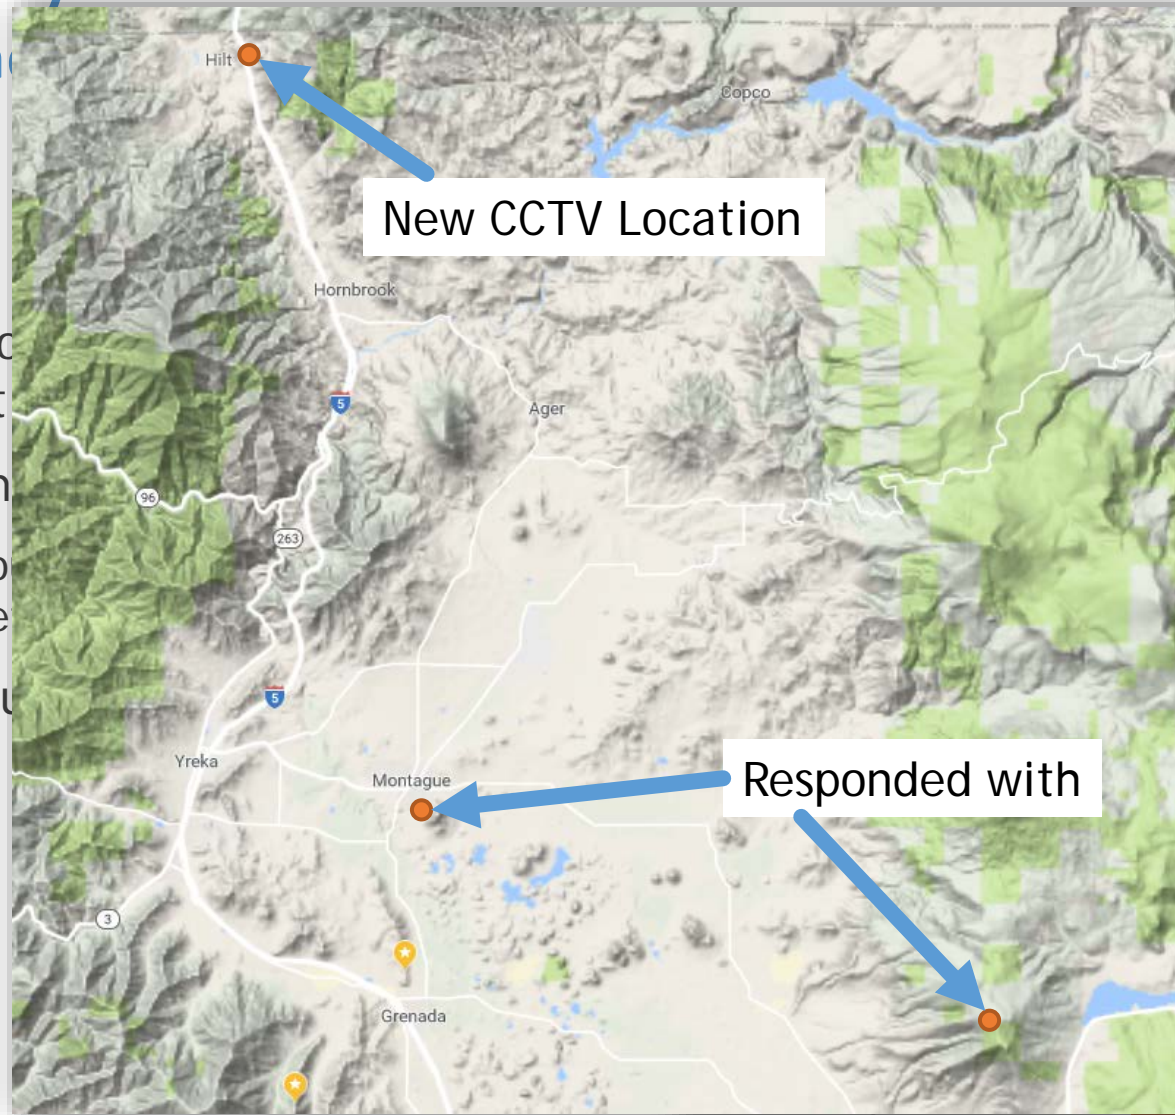 Hilt
Copco
New CCTV Location
Hornbrook
5
Ager
96
263
5
Yreka
Montague
Responded with
3
Grenada